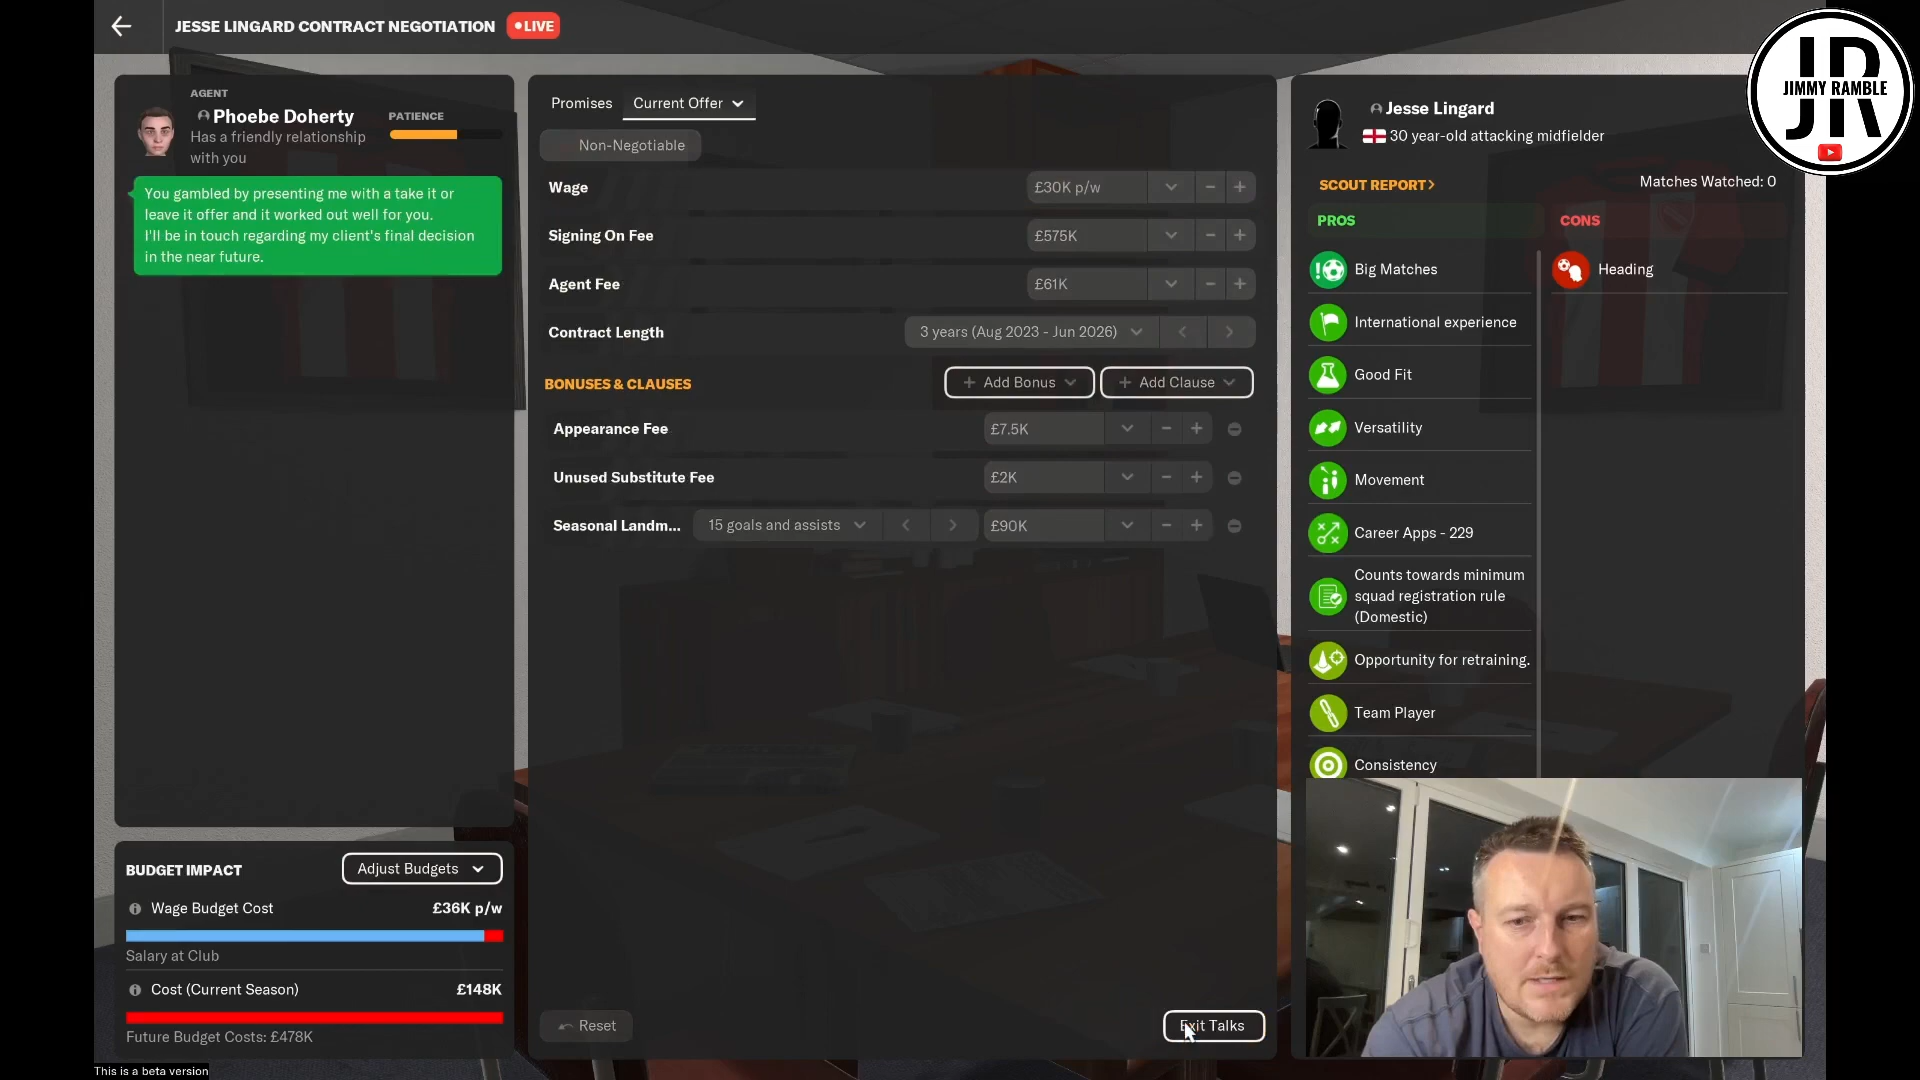 JESSE LINGARD CONTRACT NEGOTIATION
LIVE
JR
JIMMY RAMBLE
AGENT
Phoebe Doherty
Has a friendly relationship
with you
PATIENCE
You gambled by presenting me with a take it or
leave it offer and it worked out well for you.
I'll be in touch regarding my client's final decision
in the near future.
Promises
Current Offer
Non-Negotiable
Wage
£30K p/w
Signing On Fee
£575K
Agent Fee
£61K
Contract Length
3 years (Aug 2023 - Jun 2026)
BONUSES & CLAUSES
Add Bonus
Add Clause
Appearance Fee
£7.5K
Unused Substitute Fee
£2K
Seasonal Landm...
15 goals and assists
£90K
Reset
Exit Talks
Jesse Lingard
30 year-old attacking midfielder
SCOUT REPORT
Matches Watched: 0
PROS
CONS
Big Matches
Heading
International experience
Good Fit
Versatility
Movement
Career Apps - 229
Counts towards minimum
squad registration rule
(Domestic)
Opportunity for retraining.
Team Player
Consistency
BUDGET IMPACT
Adjust Budgets
Wage Budget Cost
£36K p/w
Salary at Club
Cost (Current Season)
£148K
Future Budget Costs: £478K
This is a beta version